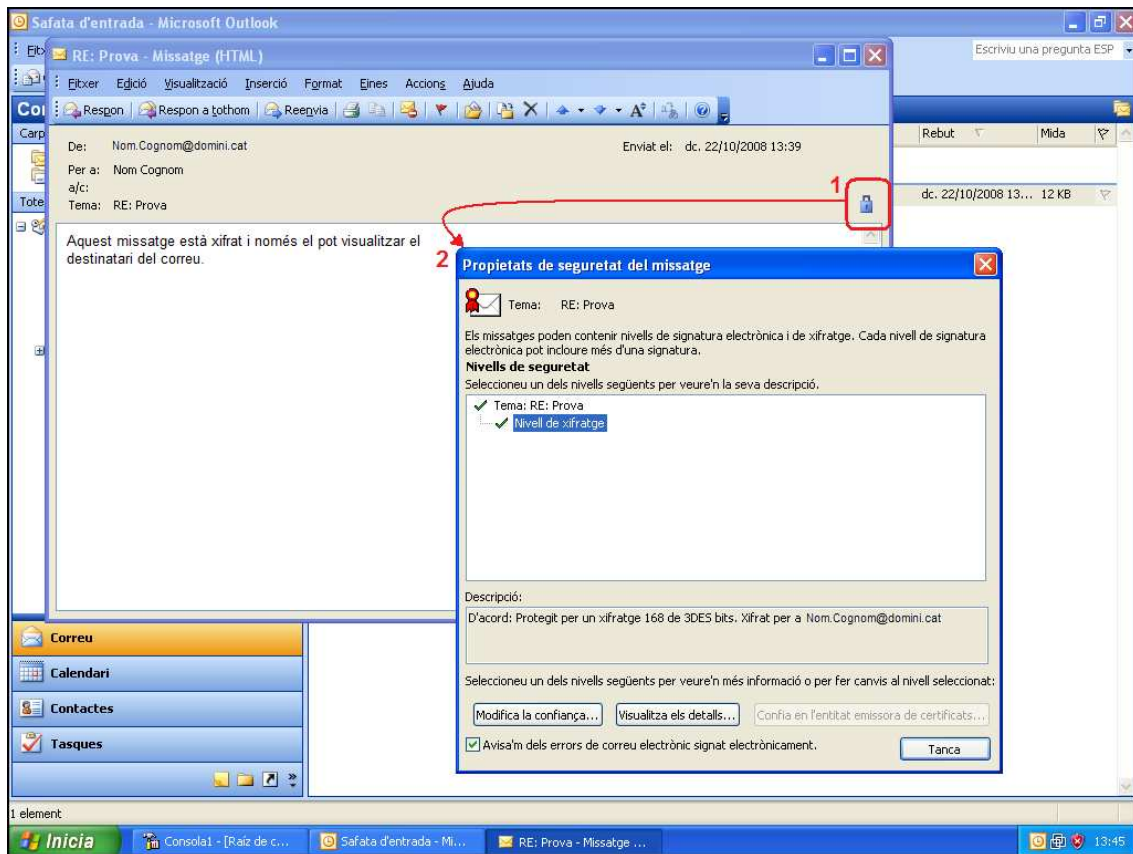 Safata d'entrada - Microsoft Outlook
Escriviu una pregunta ESP
RE: Prova - Missatge (HTML)
Fitxer Edició Visualització Inserció Format Eines Accions Ajuda
Respon Respon a tothom Reenvia
De: Nom.Cognom@domini.cat Enviat el: dc. 22/10/2008 13:39
Per a: Nom Cognom
a/c:
Tema: RE: Prova
Rebut Mida
dc. 22/10/2008 13... 12 KB
1
Aquest missatge està xifrat i només el pot visualitzar el
destinatari del correu.
2
Propietats de seguretat del missatge
Tema: RE: Prova
Els missatges poden contenir nivells de signatura electrònica i de xifratge. Cada nivell de signatura
electrònica pot incloure més d'una signatura.
Nivells de seguretat
Seleccioneu un dels nivells següents per veure'n la seva descripció.
Tema: RE: Prova
Nivell de xifratge
Descripció:
D'acord: Protegit per un xifratge 168 de 3DES bits. Xifrat per a Nom.Cognom@domini.cat
Seleccioneu un dels nivells següents per veure'n més informació o per fer canvis al nivell seleccionat:
Modifica la confiança... Visualitza els detalls... Confia en l'entitat emissora de certificats...
Avisa'm dels errors de correu electrònic signat electrònicament.
Tanca
Correu
Calendari
Contactes
Tasques
1 element
Inicia Consola1 - [Raíz de c... Safata d'entrada - Mi... RE: Prova - Missatge ... 13:45